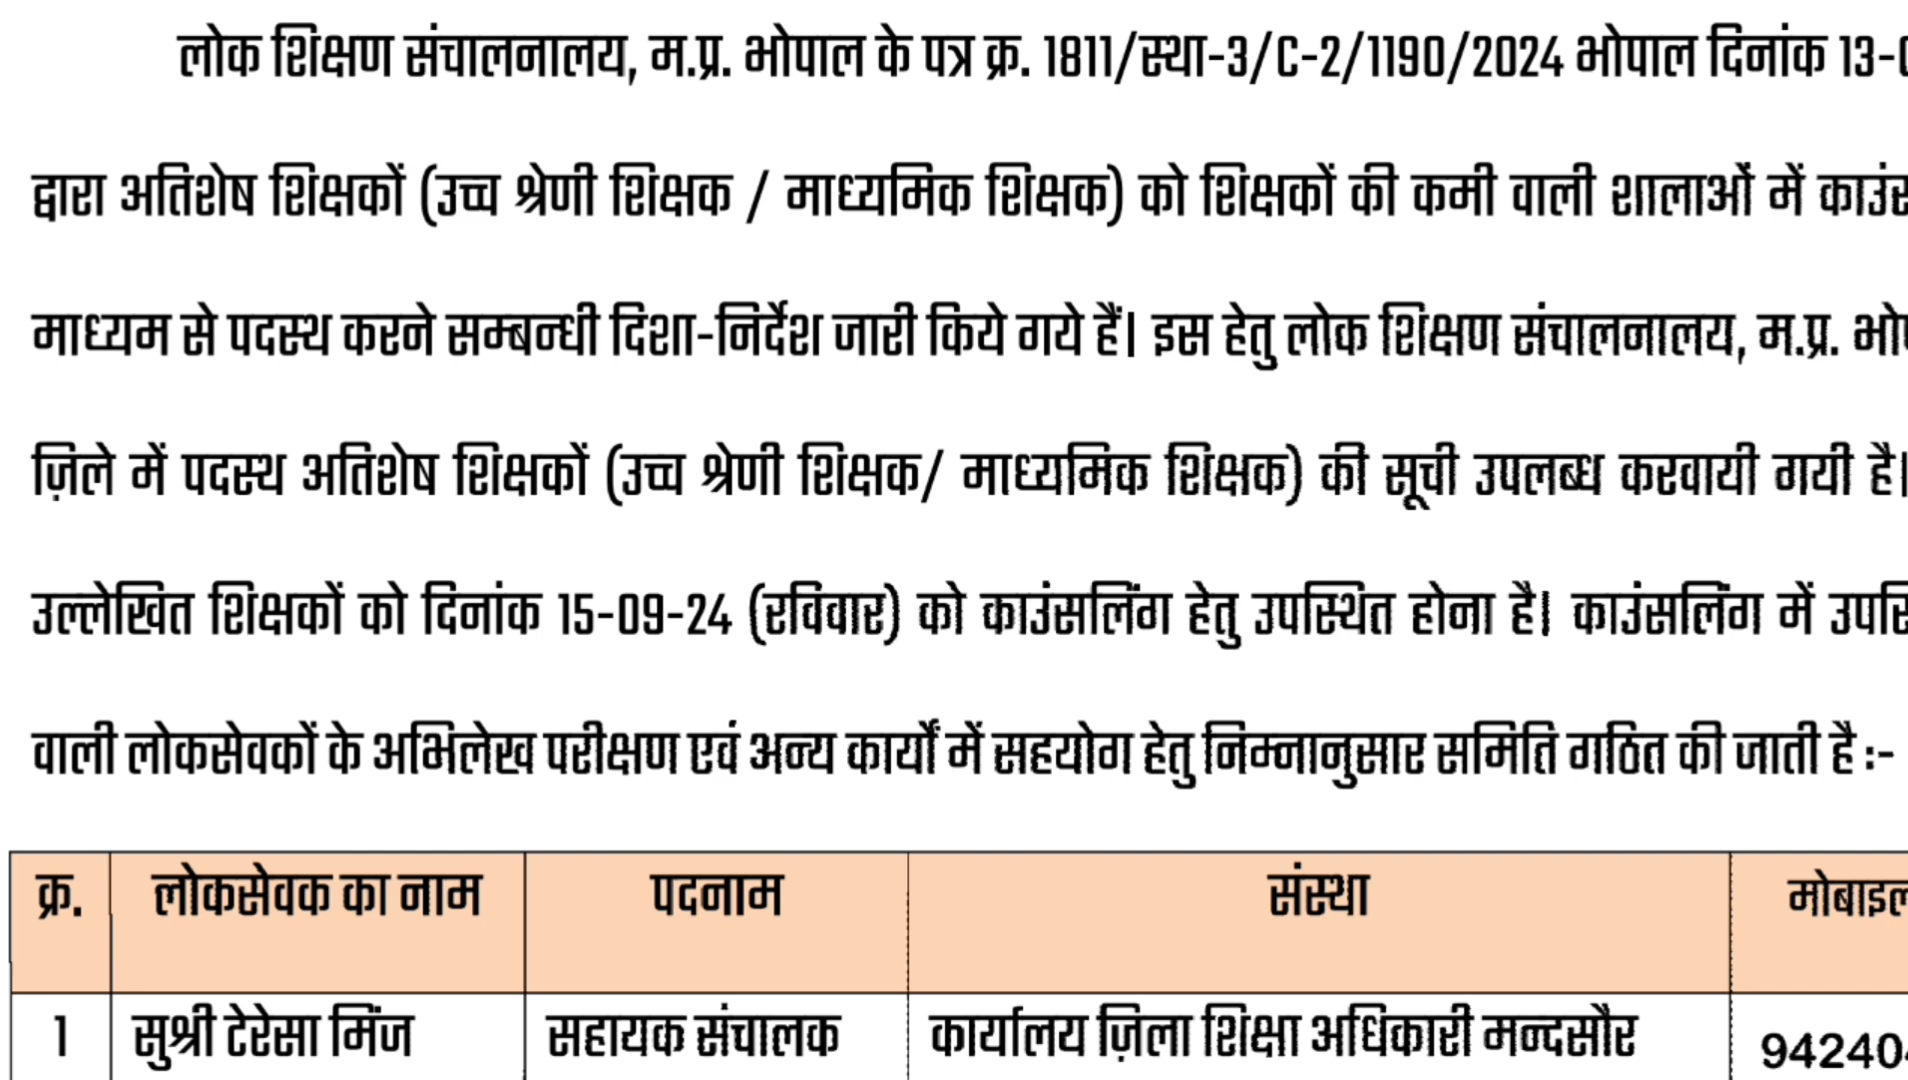 लोक शिक्षण संचालनालय, म.प्र. भोपाल के पत्र क्र. 1811/स्था-3/C-2/1190/2024 भोपाल दिनांक 13-0
द्वारा अतिशेष शिक्षकों (उच्च श्रेणी शिक्षक / माध्यमिक शिक्षक) को शिक्षकों की कमी वाली शालाओं में
माध्यम से पदस्थ करने सम्बन्धी दिशा-निर्देश जारी किये गये हैं। इस हेतु लोक शिक्षण संचालनालय, म.प्र.
ज़िले में पदस्थ अतिशेष शिक्षकों (उच्च श्रेणी शिक्षक/ माध्यमिक शिक्षक) की सूची उपलब्ध करवायी गयी है।
उल्लेखित शिक्षकों को दिनांक 15-09-24 (रविवार) को काउंसलिंग हेतु उपस्थित होना है। काउंसलिंग में
वाली लोकसेवकों के अभिलेख परीक्षण एवं अन्य कार्यों में सहयोग हेतु निम्नानुसार समिति गठित की जाती है :-
क्र. लोकसेवक का नाम पदनाम संस्था मोबाइल
1 सुश्री टेरेसा मिंज सहायक संचालक कार्यालय ज़िला शिक्षा अधिकारी मन्दसौर 94240